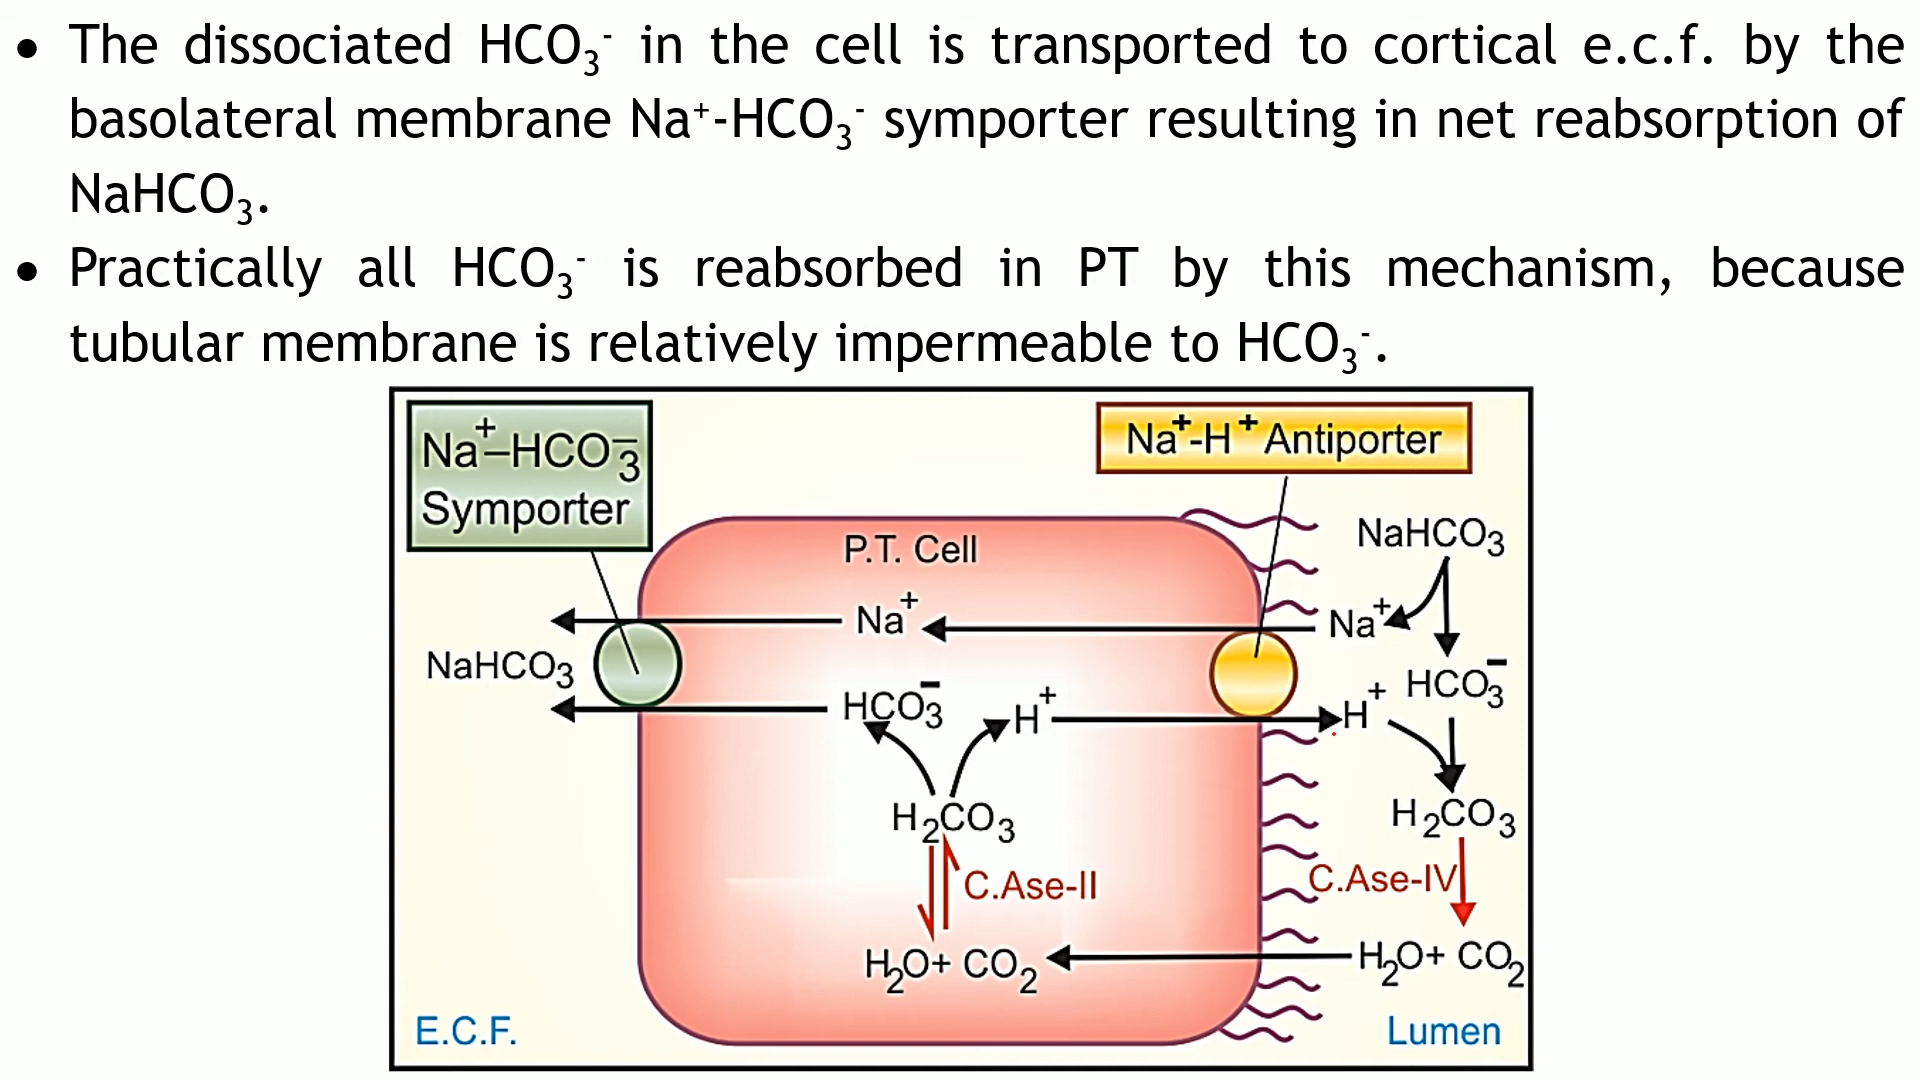 • The dissociated HCO₃⁻ in the cell is transported to cortical e.c.f. by the
basolateral membrane Na⁺-HCO₃⁻ symporter resulting in net reabsorption of
NaHCO₃.
• Practically all HCO₃⁻ is reabsorbed in PT by this mechanism, because
tubular membrane is relatively impermeable to HCO₃⁻.
Na⁺–HCO₃⁻
Symporter
Na⁺-H⁺ Antiporter
P.T. Cell
NaHCO₃
Na⁺
Na⁺
NaHCO₃
HCO₃⁻
HCO₃⁻
H⁺
H⁺
H₂CO₃
H₂CO₃
C.Ase-II
C.Ase-IV
H₂O+ CO₂
H₂O+ CO₂
E.C.F.
Lumen